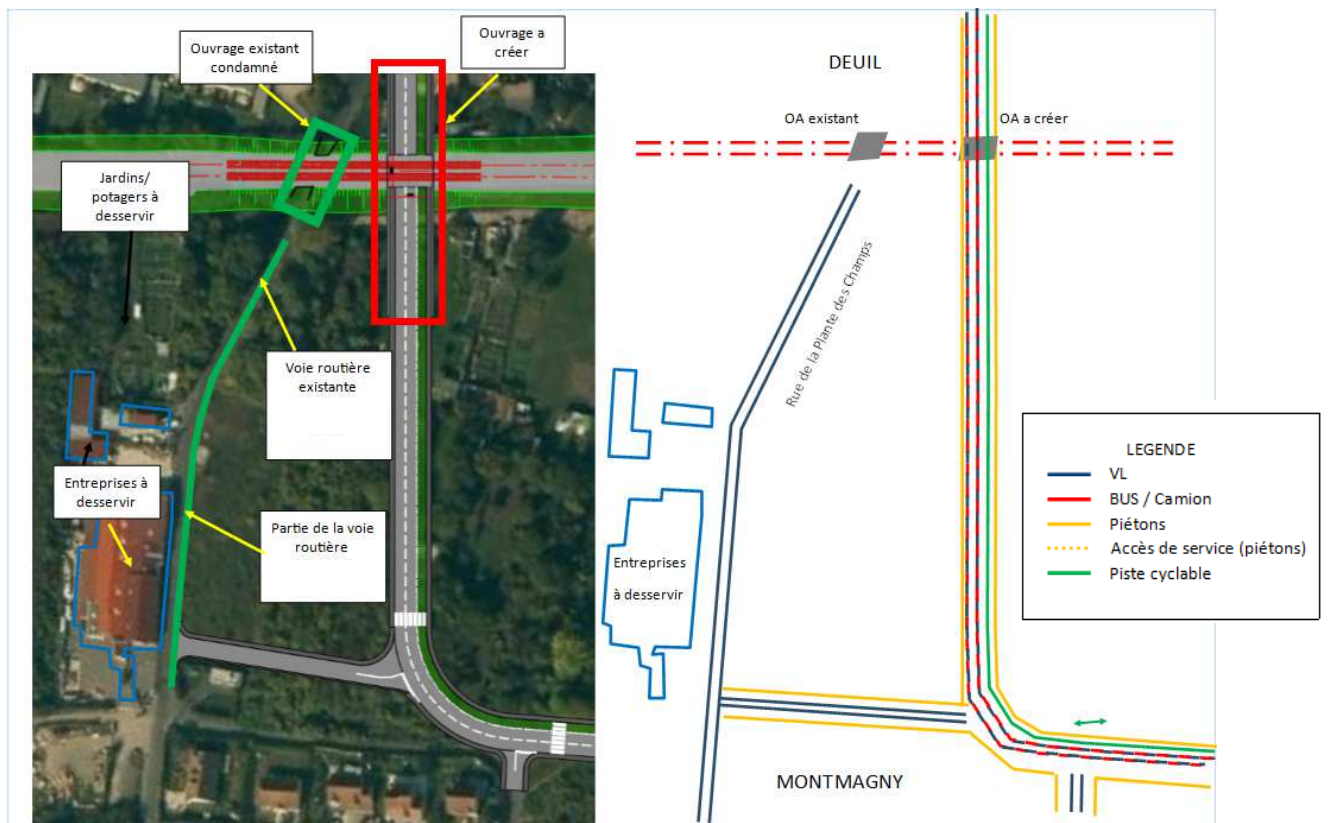 Ouvrage existant
condamné
Ouvrage a
créer
DEUIL
OA existant
OA a créer
Jardins/
potagers à
desservir
Rue de la Plante des Champs
Voie routière
existante
Entreprises à
desservir
Partie de la voie
routière
Entreprises
à desservir
LEGENDE
VL
BUS / Camion
Piétons
Accès de service (piétons)
Piste cyclable
MONTMAGNY